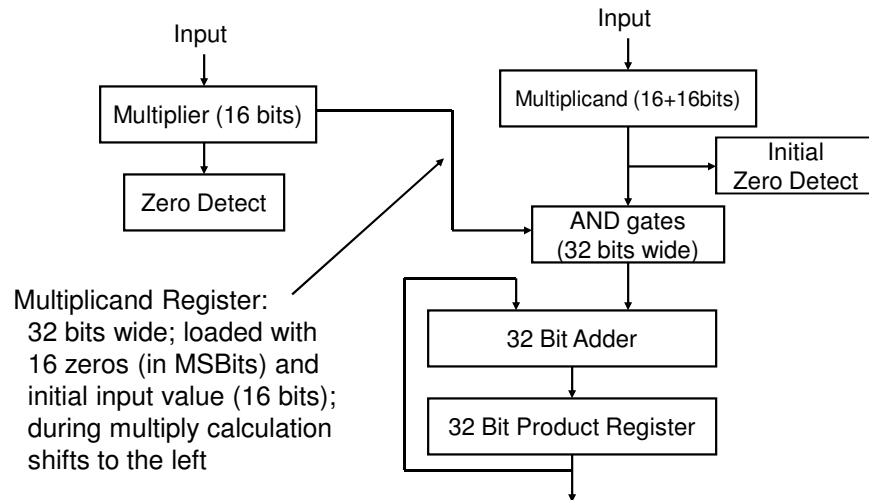 Input
Multiplier (16 bits)
Zero Detect
Input
Multiplicand (16+16bits)
Initial
Zero Detect
AND gates
(32 bits wide)
32 Bit Adder
32 Bit Product Register
Multiplicand Register:
32 bits wide; loaded with
16 zeros (in MSBits) and
initial input value (16 bits);
during multiply calculation
shifts to the left